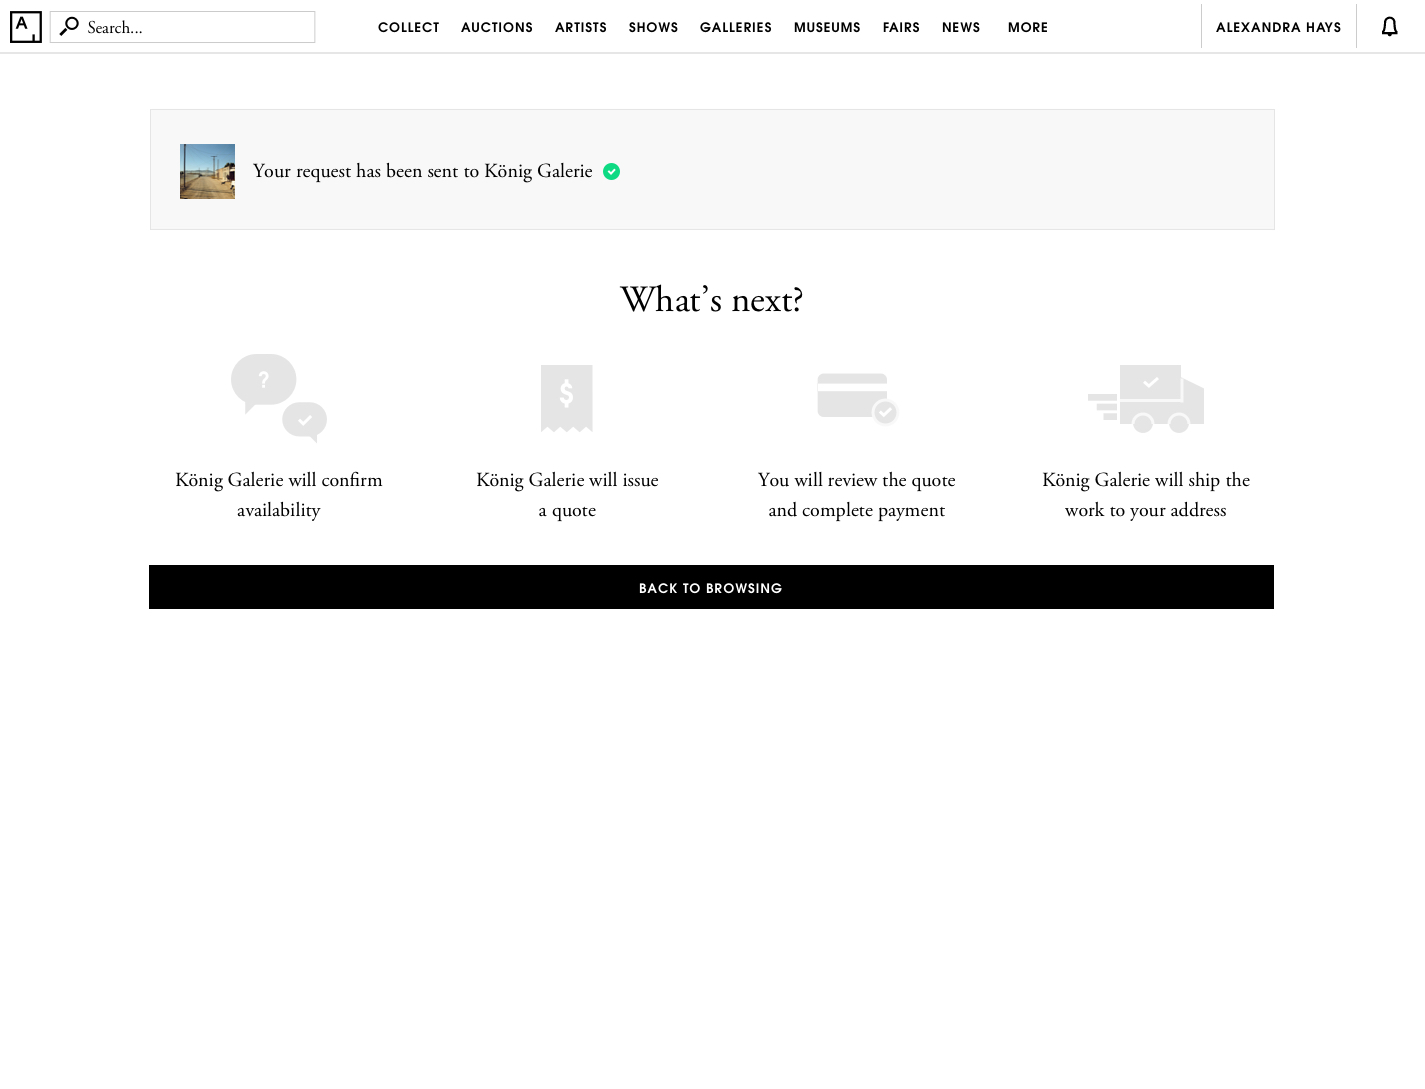 A
Search...
COLLECT AUCTIONS ARTISTS SHOWS GALLERIES MUSEUMS FAIRS NEWS MORE
ALEXANDRA HAYS
Your request has been sent to König Galerie
What’s next?
?
$
König Galerie will confirm
availability
König Galerie will issue
a quote
You will review the quote
and complete payment
König Galerie will ship the
work to your address
BACK TO BROWSING